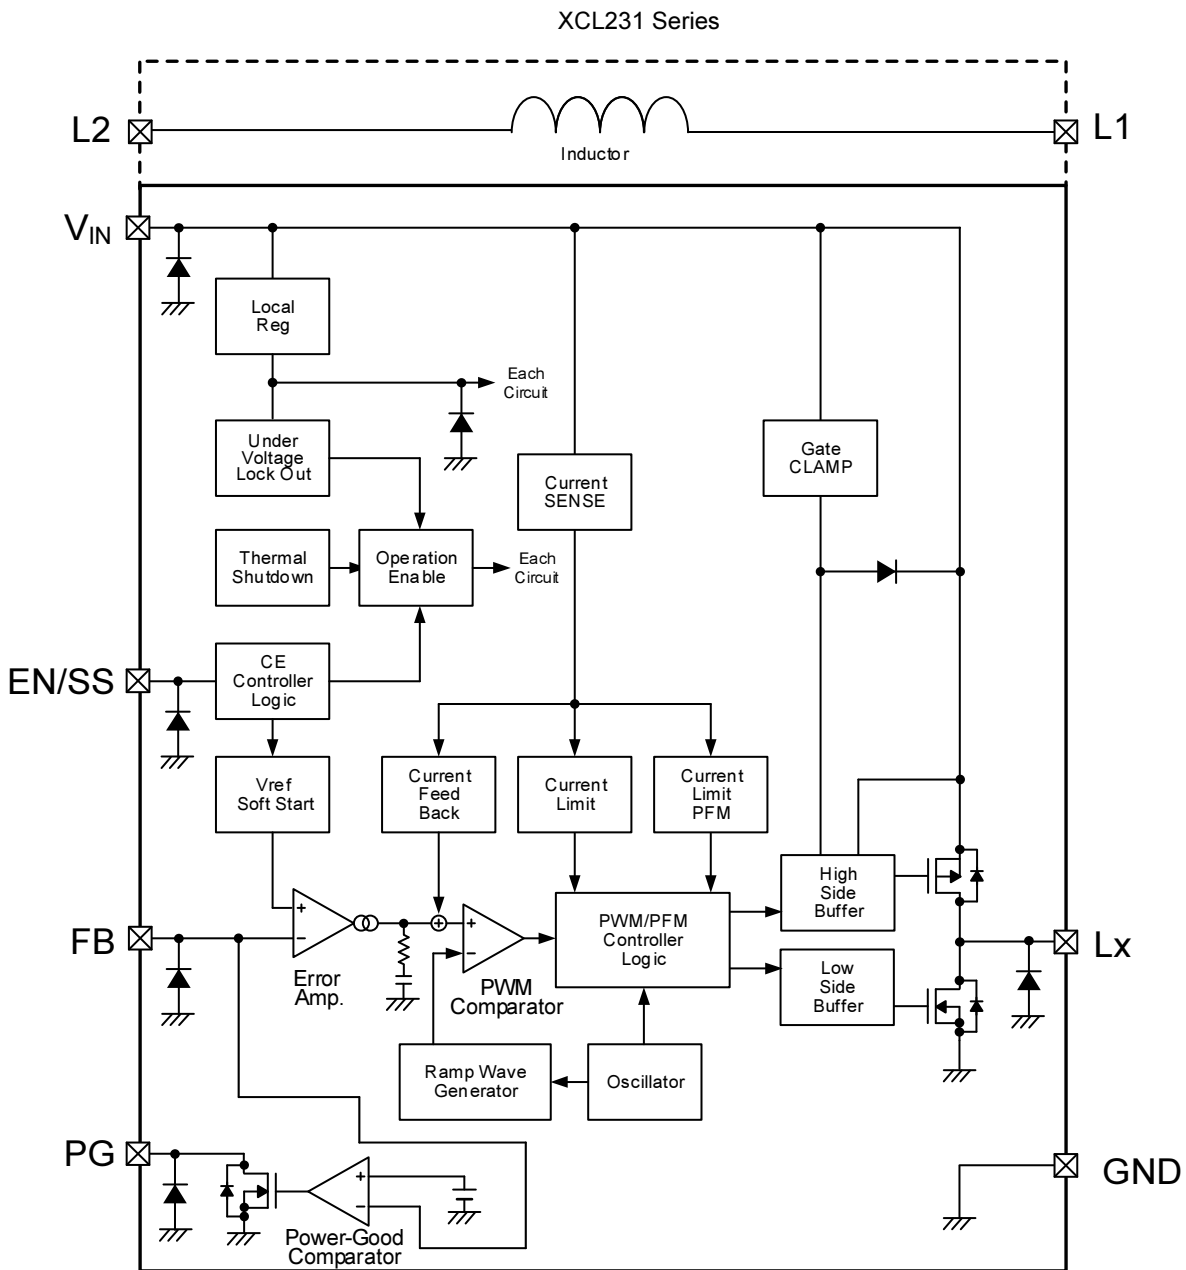 XCL231 Series
L2
L1
Inductor
VIN
Local
Reg
Each
Circuit
Under
Voltage
Lock Out
Gate
CLAMP
Current
SENSE
Thermal
Shutdown
Operation
Enable
Each
Circuit
EN/SS
CE
Controller
Logic
Vref
Soft Start
Current
Feed
Back
Current
Limit
Current
Limit
PFM
High
Side
Buffer
FB
+
-
Error
Amp.
+
+
-
PWM
Comparator
PWM/PFM
Controller
Logic
Lx
Low
Side
Buffer
Ramp Wave
Generator
Oscillator
PG
+
-
Power-Good
Comparator
GND